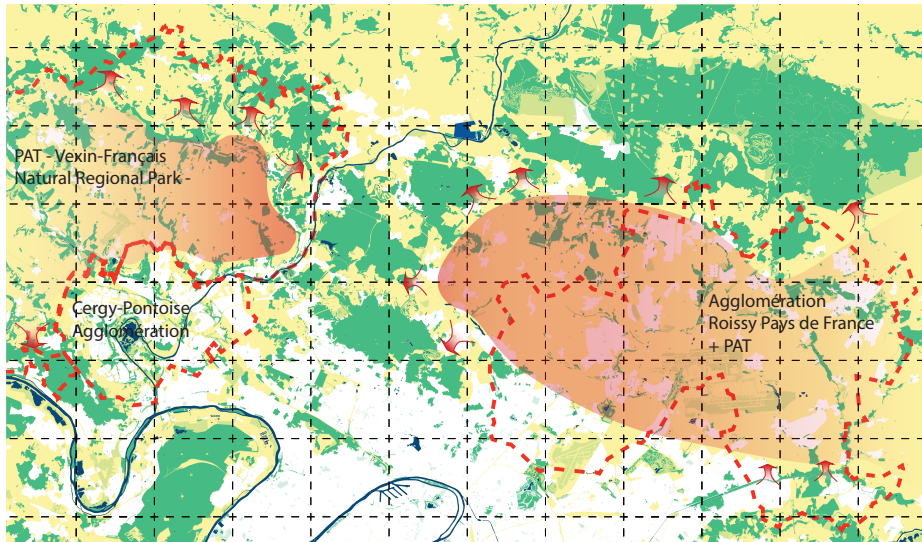 PAT - Vexin-Français
Natural Regional Park
Cergy-Pontoise
Agglomération
Agglomération
Roissy Pays de France
+ PAT